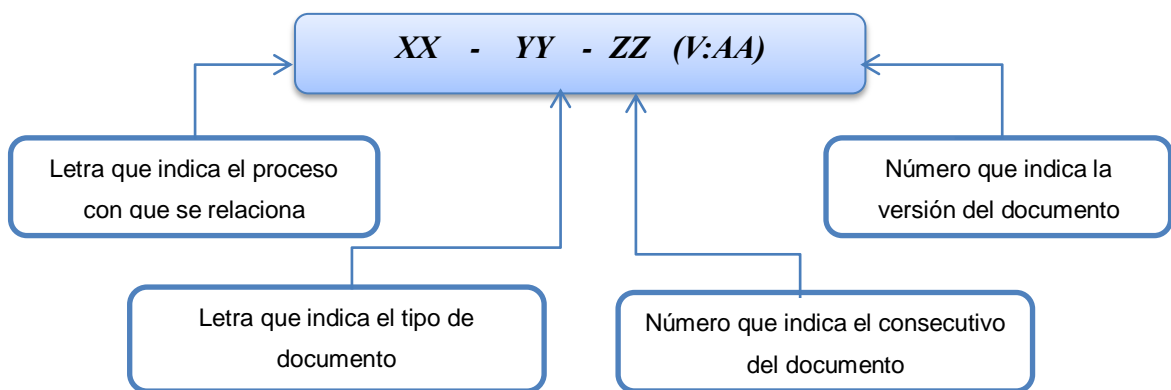 XX - YY - ZZ (V:AA)
Letra que indica el proceso
con que se relaciona
Número que indica la
versión del documento
Letra que indica el tipo de
documento
Número que indica el consecutivo
del documento